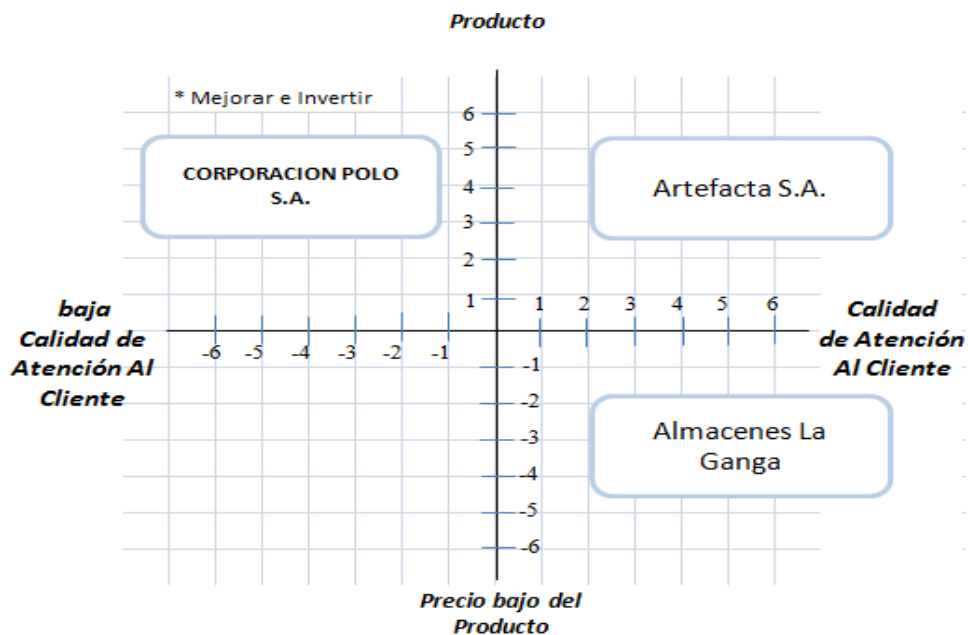 Producto
* Mejorar e Invertir
6
5
4
3
2
1
CORPORACION POLO
S.A.
Artefacta S.A.
baja
Calidad de
Atención Al
Cliente
-6 -5 -4 -3 -2 -1
1 2 3 4 5 6
Calidad
de Atención
Al Cliente
-1
-2
-3
-4
-5
-6
Almacenes La
Ganga
Precio bajo del
Producto